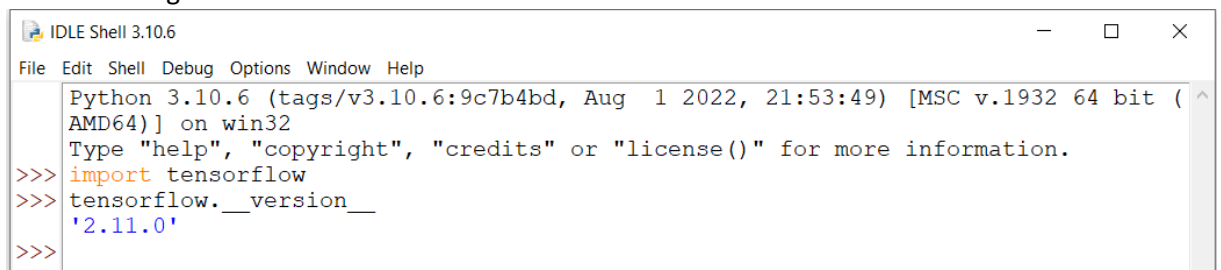 IDLE Shell 3.10.6
File Edit Shell Debug Options Window Help
Python 3.10.6 (tags/v3.10.6:9c7b4bd, Aug  1 2022, 21:53:49) [MSC v.1932 64 bit (
AMD64)] on win32
Type "help", "copyright", "credits" or "license()" for more information.
>>> import tensorflow
>>> tensorflow.__version__
'2.11.0'
>>>